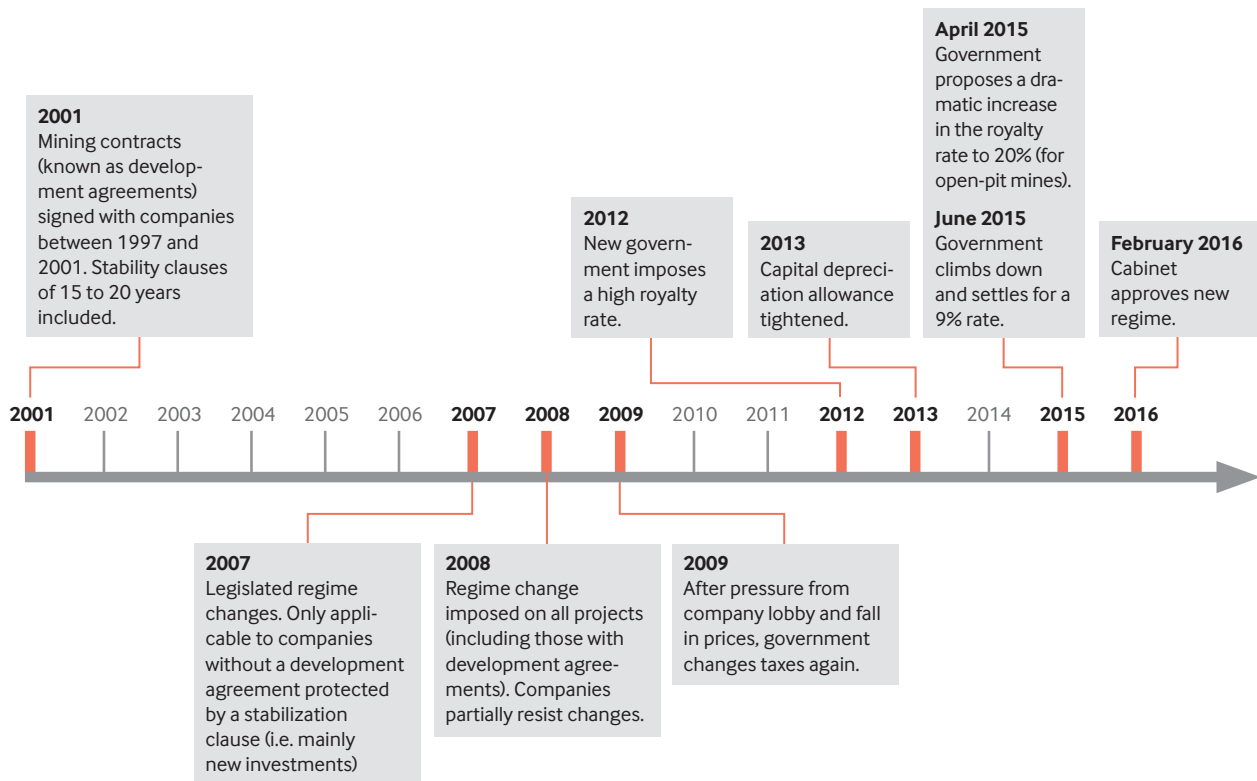 2001
Mining contracts
(known as develop-
ment agreements)
signed with companies
between 1997 and
2001. Stability clauses
of 15 to 20 years
included.
2012
New govern-
ment imposes
a high royalty
rate.
2013
Capital depreci-
ation allowance
tightened.
April 2015
Government
proposes a dra-
matic increase
in the royalty
rate to 20% (for
open-pit mines).
June 2015
Government
climbs down
and settles for a
9% rate.
February 2016
Cabinet
approves new
regime.
2001 2002 2003 2004 2005 2006 2007 2008 2009 2010 2011 2012 2013 2014 2015 2016
2007
Legislated regime
changes. Only appli-
cable to companies
without a development
agreement protected
by a stabilization
clause (i.e. mainly
new investments)
2008
Regime change
imposed on all projects
(including those with
development agree-
ments). Companies
partially resist changes.
2009
After pressure from
company lobby and fall
in prices, government
changes taxes again.